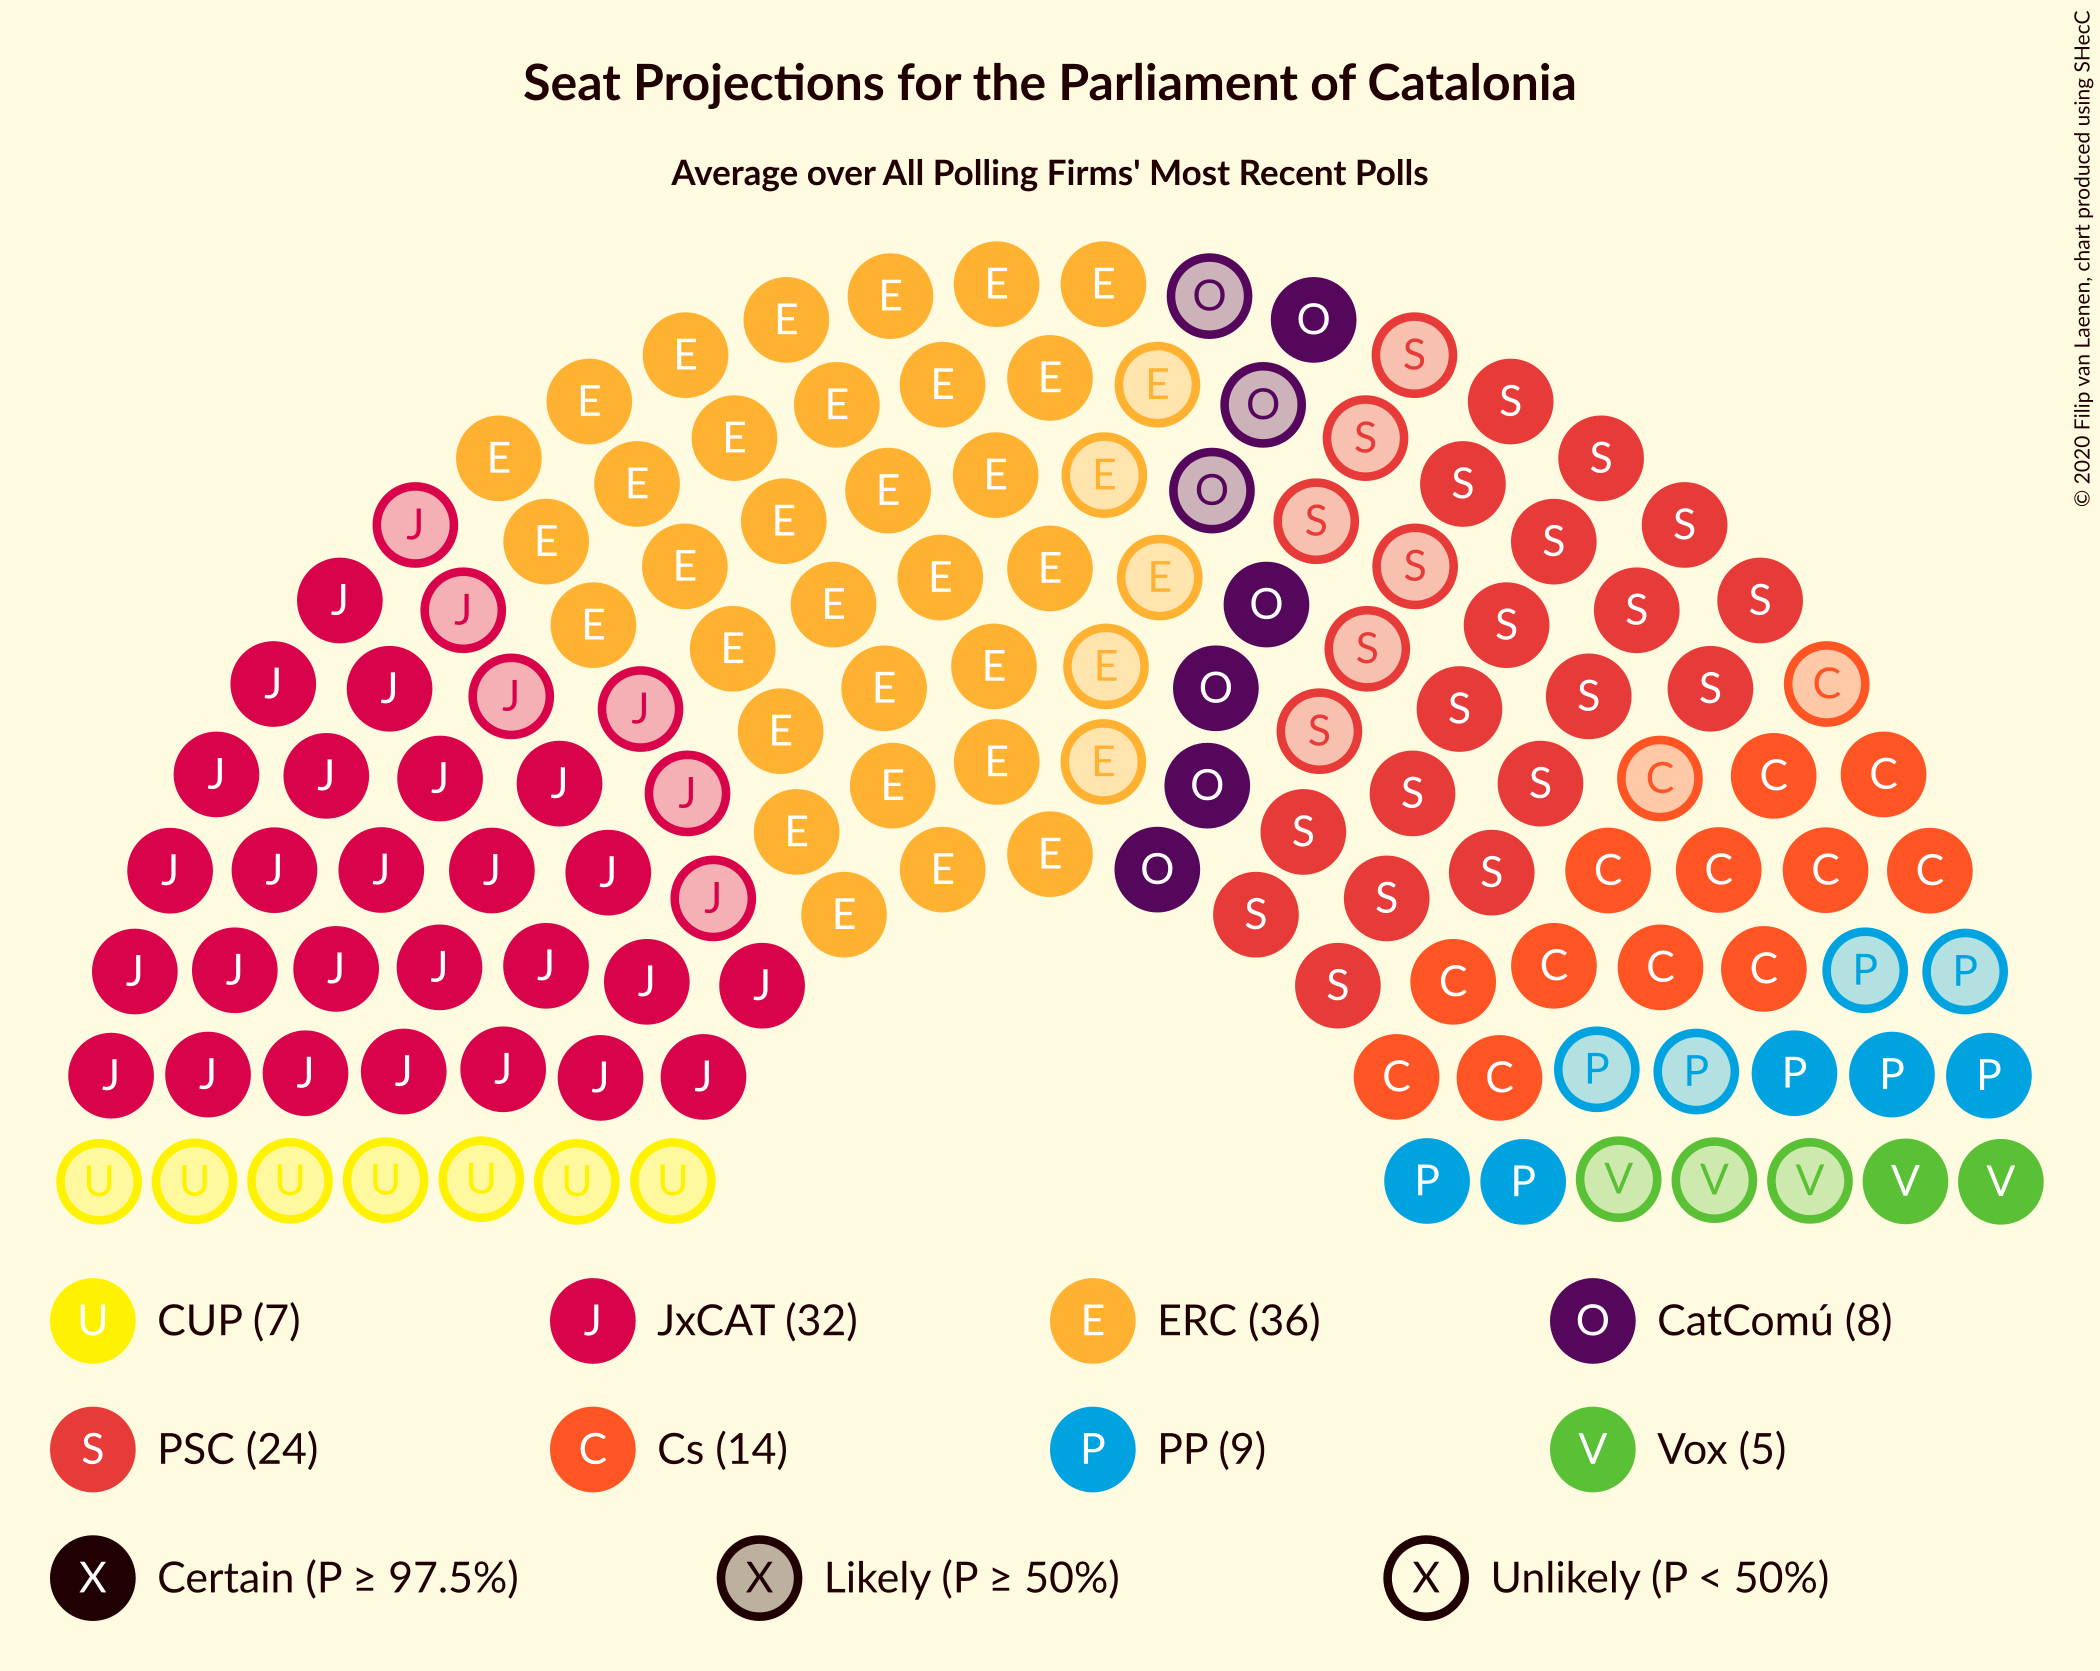 © 2020 Filip van Laenen, chart produced using SHecC
Seat Projections for the Parliament of Catalonia
Average over All Polling Firms' Most Recent Polls
E E O
E E O
E S
E E E E S
E E O
E E S S
E E E E S
J E O S S
E E S
J E E E E S S
J E O S S
J E E E E S S
J J J E O S C
J J E E S
J J J J E E O S S C C C
J E S
J J J J J E E O S S C C C C
J E S
J J J J J J J S C C C C P P
J J J J J J J C C P P P P P
U U U U U U U P P V V V V V
U CUP (7) J JxCAT (32) E ERC (36) O CatComú (8)
S PSC (24) C Cs (14) P PP (9) V Vox (5)
X Certain (P ≥ 97.5%) X Likely (P ≥ 50%) X Unlikely (P < 50%)